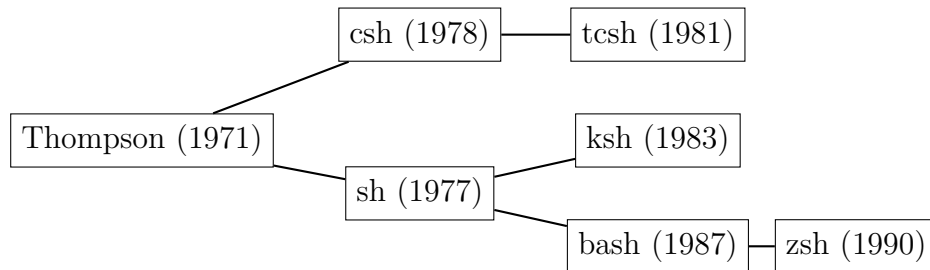 csh (1978)
tcsh (1981)
Thompson (1971)
ksh (1983)
sh (1977)
bash (1987)
zsh (1990)